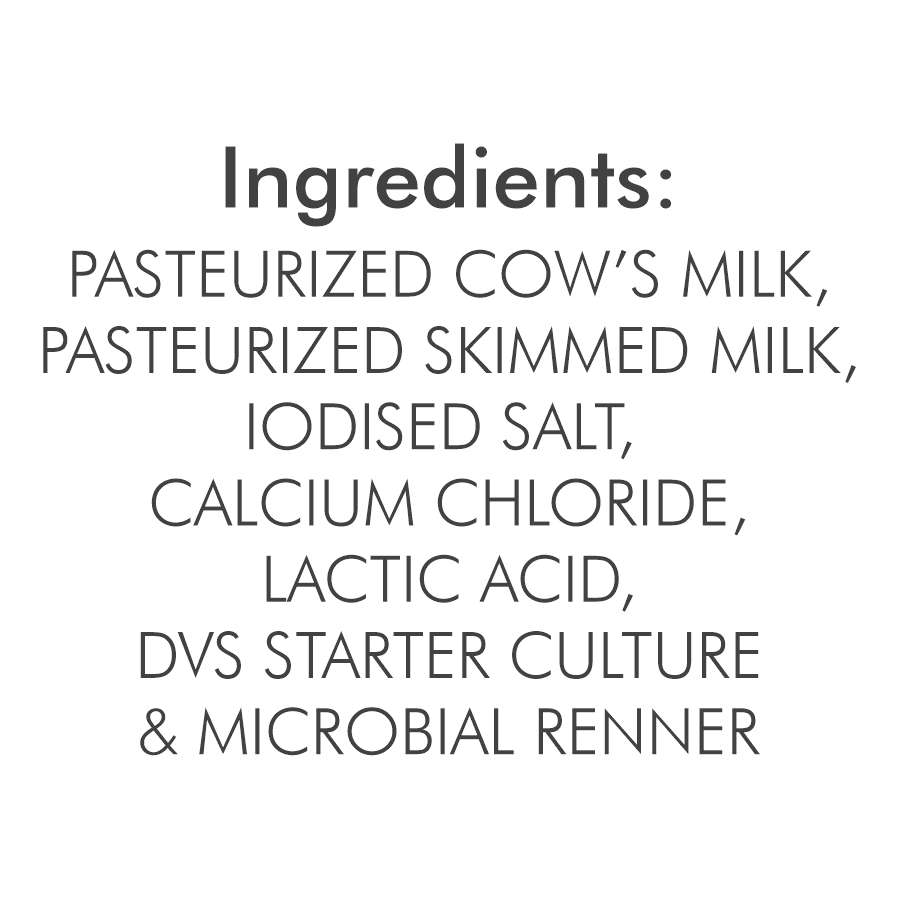 Ingredients:
PASTEURIZED COW’S MILK,
PASTEURIZED SKIMMED MILK,
IODISED SALT,
CALCIUM CHLORIDE,
LACTIC ACID,
DVS STARTER CULTURE
& MICROBIAL RENNER